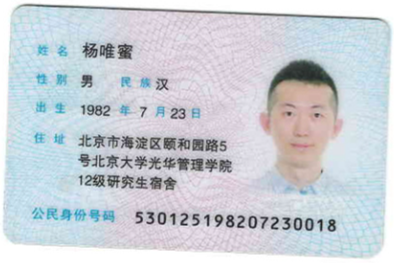 姓名 杨唯蜜
性别 男 民族 汉
出生 1982 年 7 月 23 日
住址 北京市海淀区颐和园路5
号北京大学光华管理学院
12级研究生宿舍
公民身份号码 530125198207230018